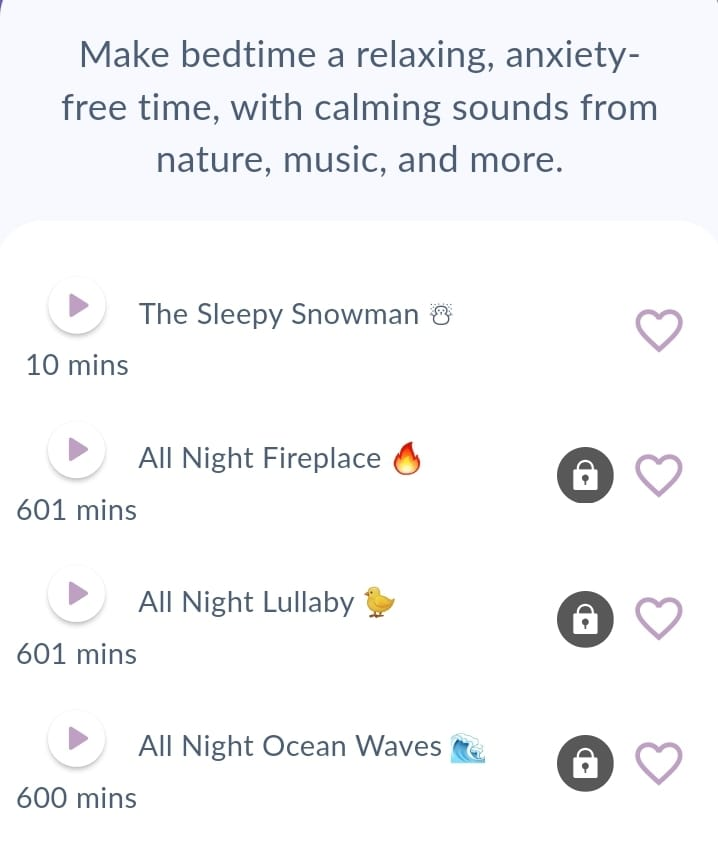 Make bedtime a relaxing, anxiety-
free time, with calming sounds from
nature, music, and more.
The Sleepy Snowman ☃
10 mins
All Night Fireplace 🔥
601 mins
All Night Lullaby 🐤
601 mins
All Night Ocean Waves 🌊
600 mins